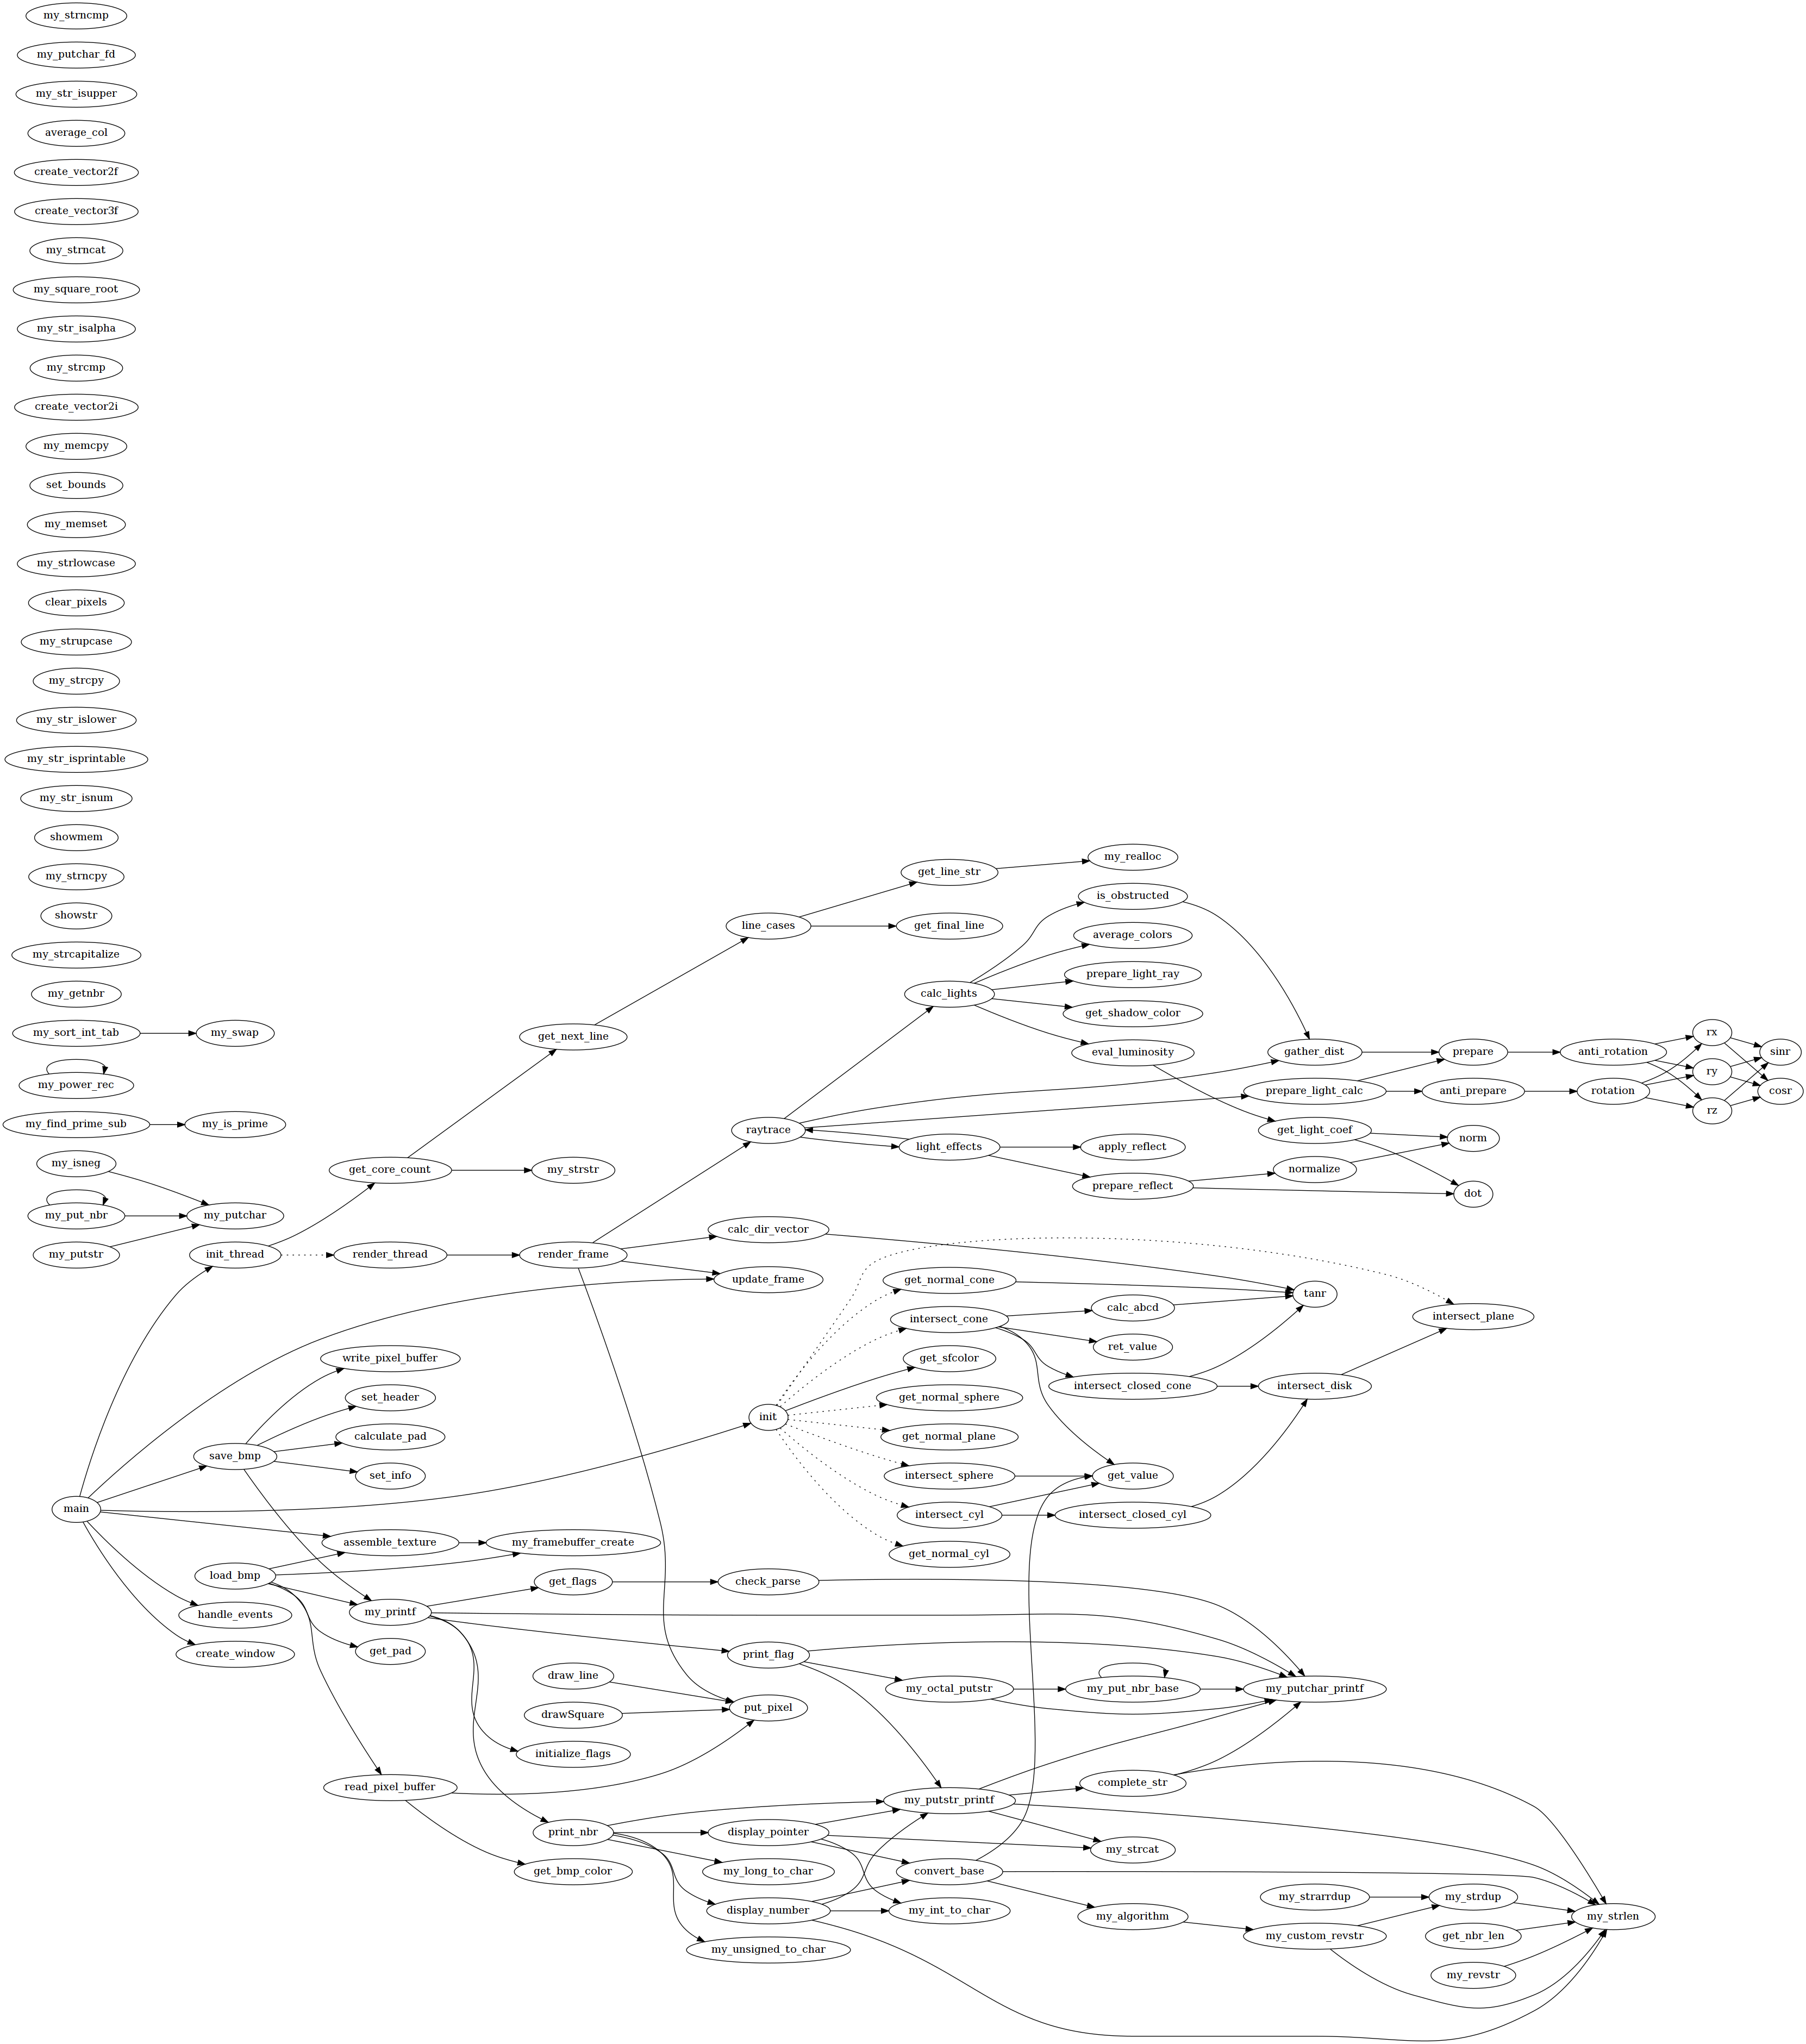 my_strncmp
my_putchar_fd
my_str_isupper
average_col
create_vector2f
create_vector3f
my_strncat
my_square_root
my_str_isalpha
my_strcmp
create_vector2i
my_memcpy
set_bounds
my_memset
my_strlowcase
clear_pixels
my_strupcase
my_strcpy
my_str_islower
my_str_isprintable
my_str_isnum
showmem
my_strncpy
showstr
my_strcapitalize
my_getnbr
my_sort_int_tab
my_power_rec
my_find_prime_sub
my_isneg
my_put_nbr
my_putstr
main
my_swap
my_is_prime
my_putchar
init_thread
save_bmp
load_bmp
handle_events
create_window
get_core_count
render_thread
write_pixel_buffer
set_header
calculate_pad
set_info
assemble_texture
my_printf
get_pad
read_pixel_buffer
get_next_line
my_strstr
render_frame
my_framebuffer_create
get_flags
draw_line
drawSquare
initialize_flags
print_nbr
get_bmp_color
line_cases
raytrace
calc_dir_vector
update_frame
init
check_parse
print_flag
put_pixel
display_pointer
my_long_to_char
display_number
my_unsigned_to_char
get_line_str
get_final_line
calc_lights
light_effects
get_normal_cone
intersect_cone
get_sfcolor
get_normal_sphere
get_normal_plane
intersect_sphere
intersect_cyl
get_normal_cyl
my_octal_putstr
my_putstr_printf
convert_base
my_int_to_char
my_realloc
is_obstructed
average_colors
prepare_light_ray
get_shadow_color
eval_luminosity
apply_reflect
prepare_reflect
calc_abcd
ret_value
intersect_closed_cone
get_value
intersect_closed_cyl
my_put_nbr_base
complete_str
my_strcat
my_algorithm
gather_dist
prepare_light_calc
get_light_coef
normalize
tanr
intersect_disk
my_putchar_printf
my_strarrdup
my_custom_revstr
prepare
anti_prepare
norm
dot
intersect_plane
my_strdup
get_nbr_len
my_revstr
anti_rotation
rotation
my_strlen
rx
ry
rz
sinr
cosr